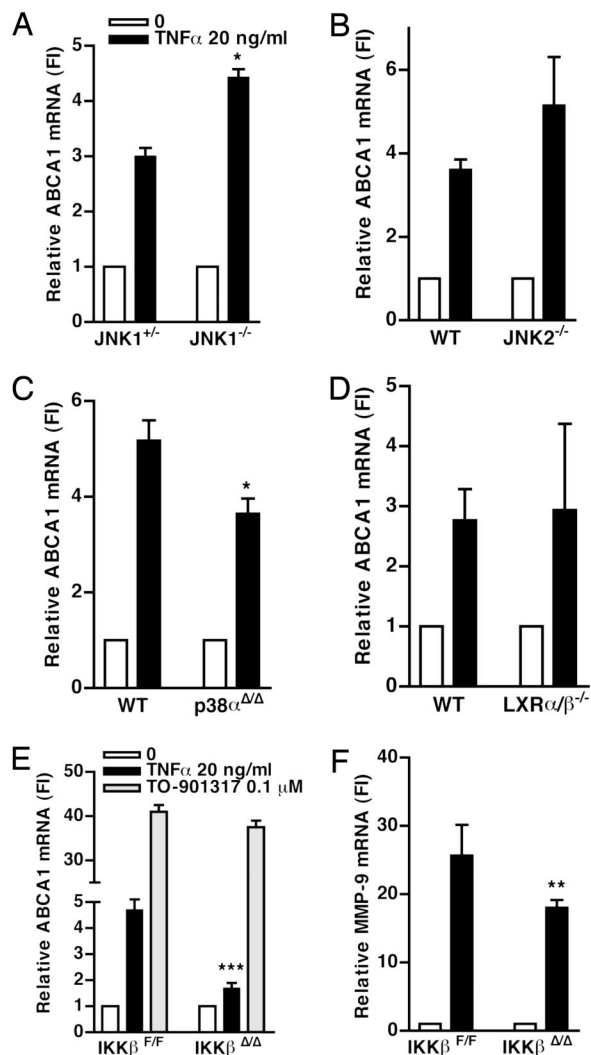 A
0
TNFα 20 ng/ml
Relative ABCA1 mRNA (FI)
5
4
3
2
1
0
*
JNK1+/-
JNK1-/-
B
Relative ABCA1 mRNA (FI)
6
4
2
0
WT
JNK2-/-
C
Relative ABCA1 mRNA (FI)
6
4
2
0
*
WT
p38αΔ/Δ
D
Relative ABCA1 mRNA (FI)
5
4
3
2
1
0
WT
LXRα/β-/-
E
0
TNFα 20 ng/ml
TO-901317 0.1 μM
Relative ABCA1 mRNA (FI)
50
40
30
5
4
3
2
1
0
***
IKKβ F/F
IKKβ Δ/Δ
F
Relative MMP-9 mRNA (FI)
40
30
20
10
0
**
IKKβ F/F
IKKβ Δ/Δ